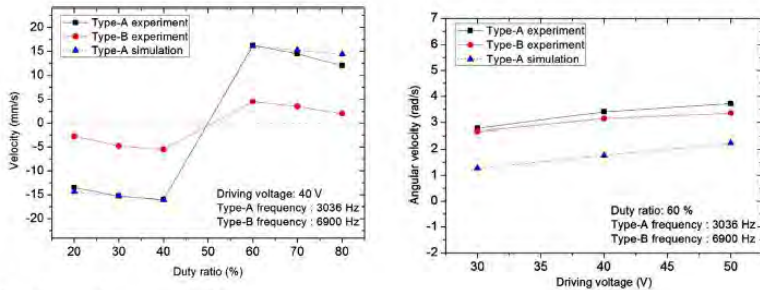 Type-A experiment
Type-B experiment
Type-A simulation
20
15
10
5
0
-5
-10
-15
-20
Velocity (mm/s)
Driving voltage: 40 V
Type-A frequency : 3036 Hz
Type-B frequency : 6900 Hz
20 30 40 50 60 70 80
Duty ratio (%)
Type-A experiment
Type-B experiment
Type-A simulation
7
6
5
4
3
2
1
0
-1
-2
Angular velocity (rad/s)
Duty ratio: 60 %
Type-A frequency : 3036 Hz
Type-B frequency : 6900 Hz
30 35 40 45 50
Driving voltage (V)